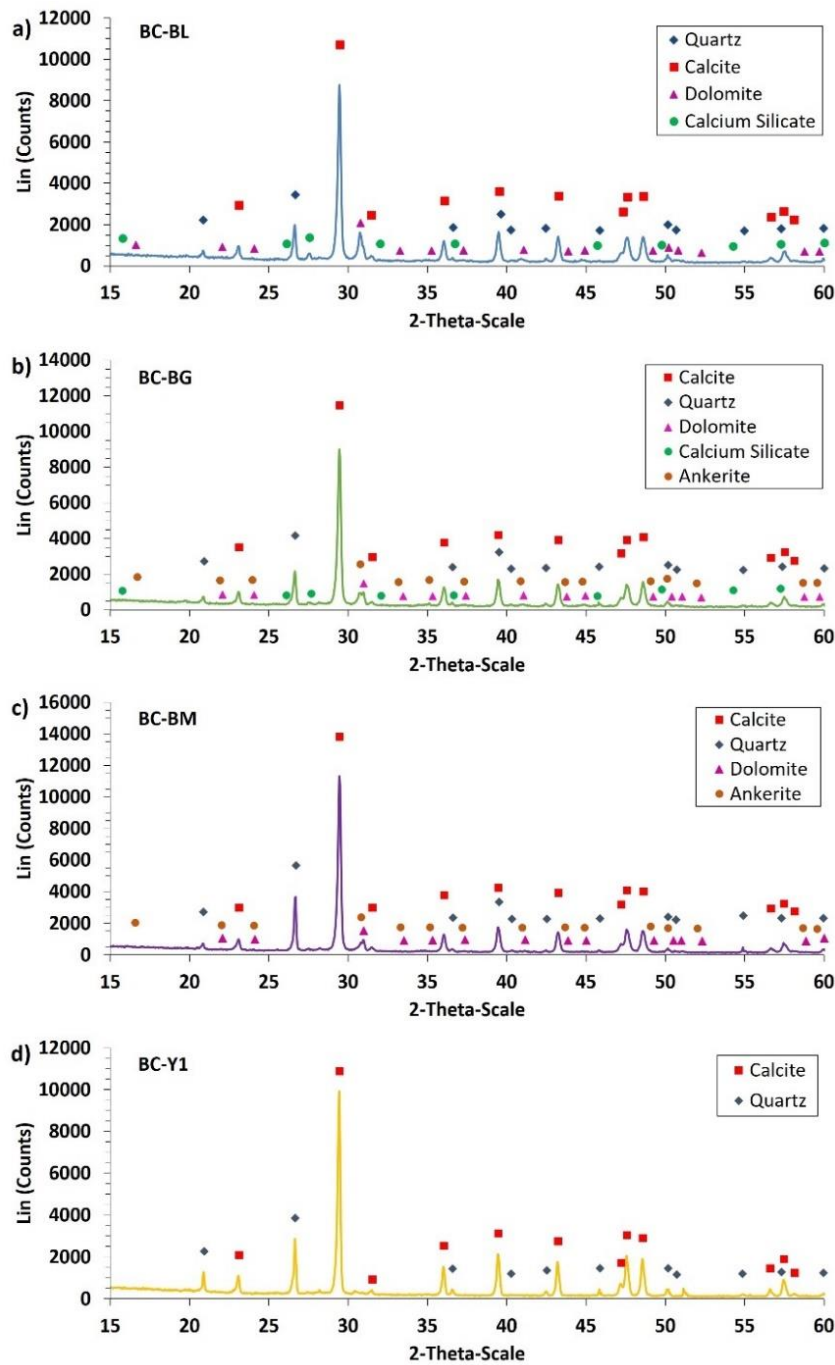 a)
BC-BL
Lin (Counts)
12000
10000
8000
6000
4000
2000
0
Quartz
Calcite
Dolomite
Calcium Silicate
15 20 25 30 35 40 45 50 55 60
2-Theta-Scale
b)
BC-BG
Lin (Counts)
14000
12000
10000
8000
6000
4000
2000
0
Calcite
Quartz
Dolomite
Calcium Silicate
Ankerite
15 20 25 30 35 40 45 50 55 60
2-Theta-Scale
c)
BC-BM
Lin (Counts)
16000
14000
12000
10000
8000
6000
4000
2000
0
Calcite
Quartz
Dolomite
Ankerite
15 20 25 30 35 40 45 50 55 60
2-Theta-Scale
d)
BC-Y1
Lin (Counts)
12000
10000
8000
6000
4000
2000
0
Calcite
Quartz
15 20 25 30 35 40 45 50 55 60
2-Theta-Scale